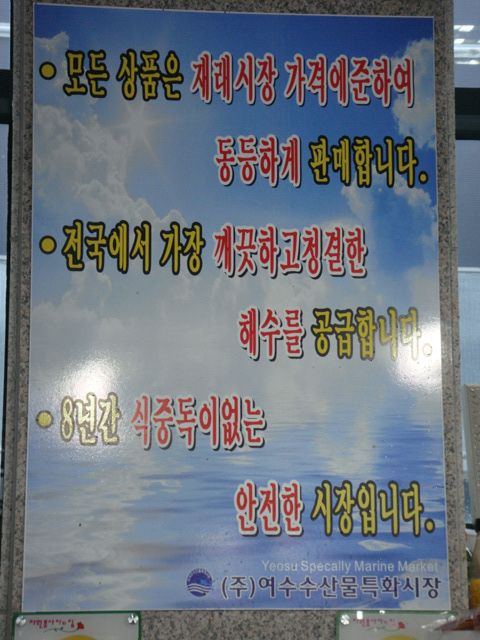 • 모든 상품은 재래시장 가격에준하여
동등하게 판매합니다.
• 전국에서 가장 깨끗하고청결한
해수를 공급합니다.
• 8년간 식중독이없는
안전한 시장입니다.
Yeosu Specally Marine Market
(주)여수수산물특화시장